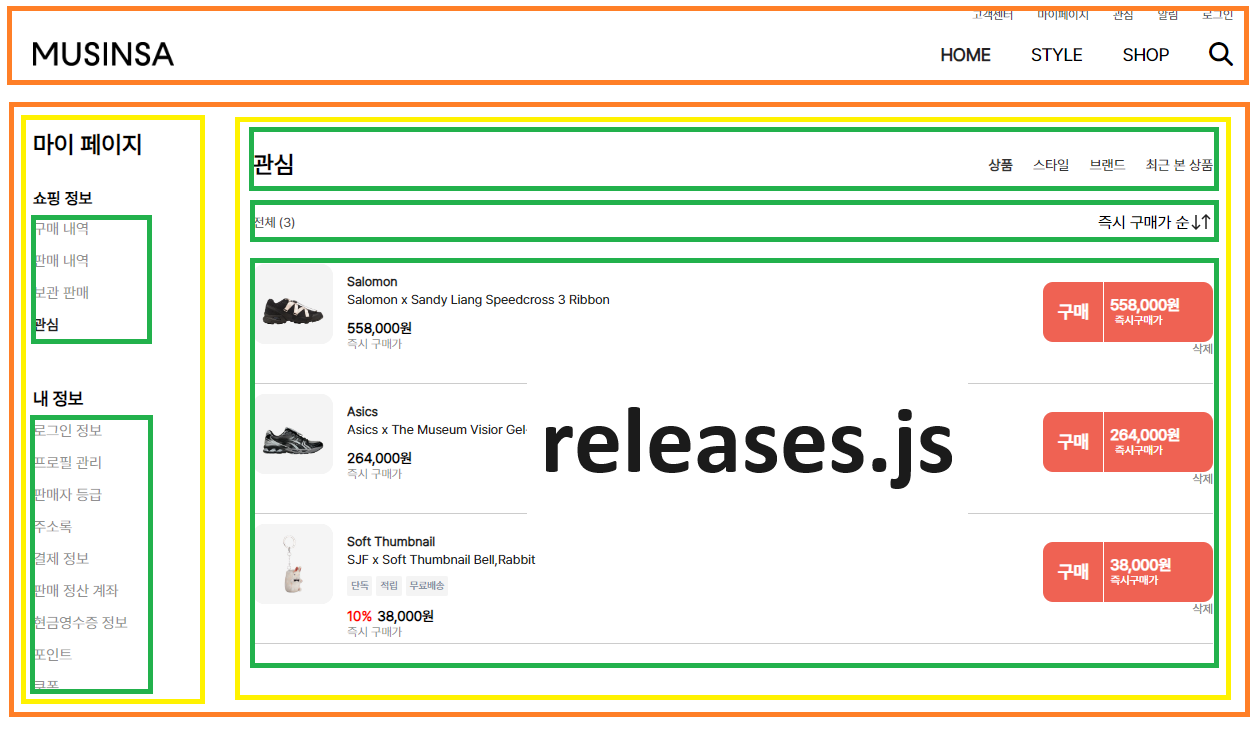 고객센터 마이페이지 관심 알림 로그인
MUSINSA
HOME STYLE SHOP
마이 페이지
쇼핑 정보
구매 내역
판매 내역
보관 판매
관심
내 정보
로그인 정보
프로필 관리
판매자 등급
주소록
결제 정보
판매 정산 계좌
현금영수증 정보
포인트
쿠폰
관심
상품 스타일 브랜드 최근 본 상품
전체 (3)
즉시 구매가 순↓↑
Salomon
Salomon x Sandy Liang Speedcross 3 Ribbon
558,000원
즉시 구매가
구매 558,000원
즉시구매가
삭제
Asics
Asics x The Museum Visior Gel-
264,000원
즉시 구매가
구매 264,000원
즉시구매가
삭제
releases.js
Soft Thumbnail
SJF x Soft Thumbnail Bell,Rabbit
단독 적립 무료배송
10% 38,000원
즉시 구매가
구매 38,000원
즉시구매가
삭제